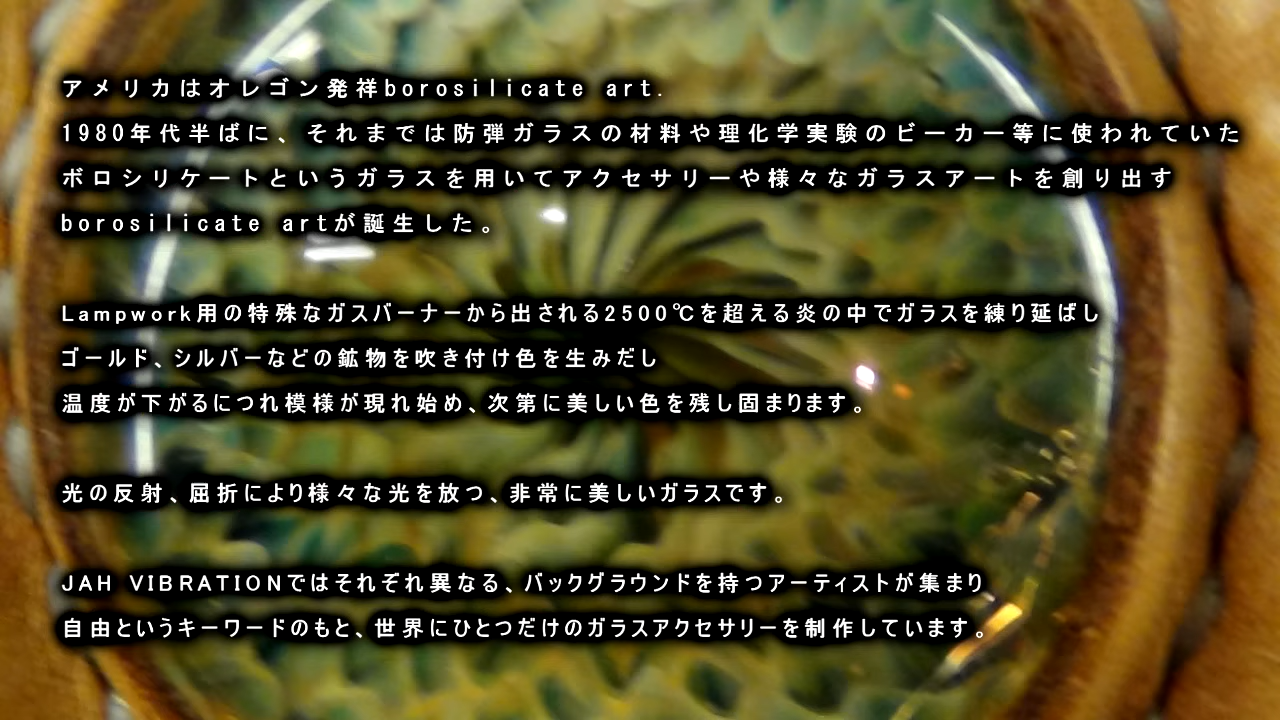 アメリカはオレゴン発祥borosilicate art.
1980年代半ばに、それまでは防弾ガラスの材料や理化学実験のビーカー等に使われていた
ボロシリケートというガラスを用いてアクセサリーや様々なガラスアートを創り出す
borosilicate artが誕生した。
Lampwork用の特殊なガスバーナーから出される2500℃を超える炎の中でガラスを練り延ばし
ゴールド、シルバーなどの鉱物を吹き付け色を生みだし
温度が下がるにつれ模様が現れ始め、次第に美しい色を残し固まります。
光の反射、屈折により様々な光を放つ、非常に美しいガラスです。
JAH VIBRATIONではそれぞれ異なる、バックグラウンドを持つアーティストが集まり
自由というキーワードのもと、世界にひとつだけのガラスアクセサリーを制作しています。